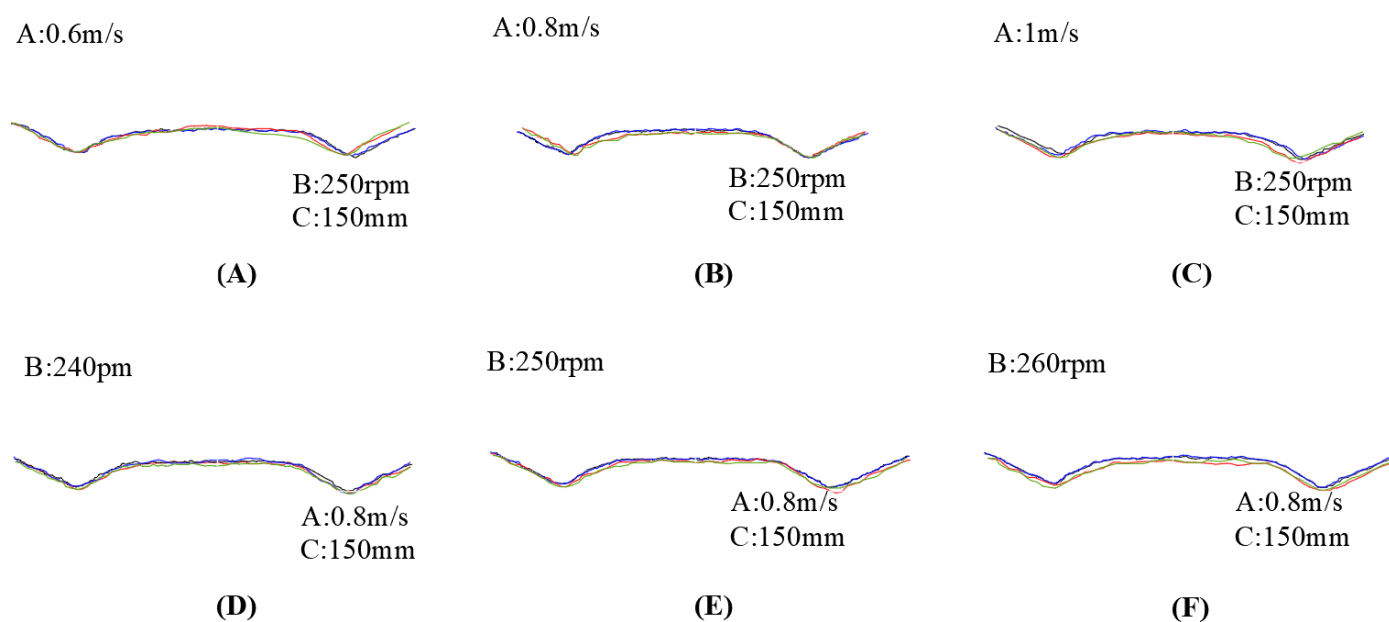 A:0.6m/s
B:250rpm
C:150mm
(A)
A:0.8m/s
B:250rpm
C:150mm
(B)
A:1m/s
B:250rpm
C:150mm
(C)
B:240pm
A:0.8m/s
C:150mm
(D)
B:250rpm
A:0.8m/s
C:150mm
(E)
B:260rpm
A:0.8m/s
C:150mm
(F)